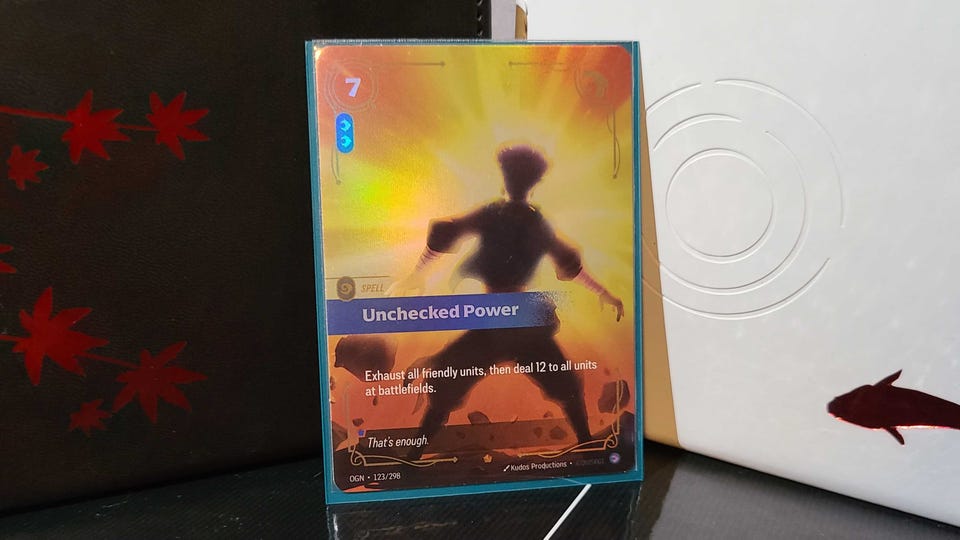 7
SPELL
Unchecked Power
Exhaust all friendly units, then deal 12 to all units
at battlefields.
That's enough.
OGN • 123/298
Kudos Productions •